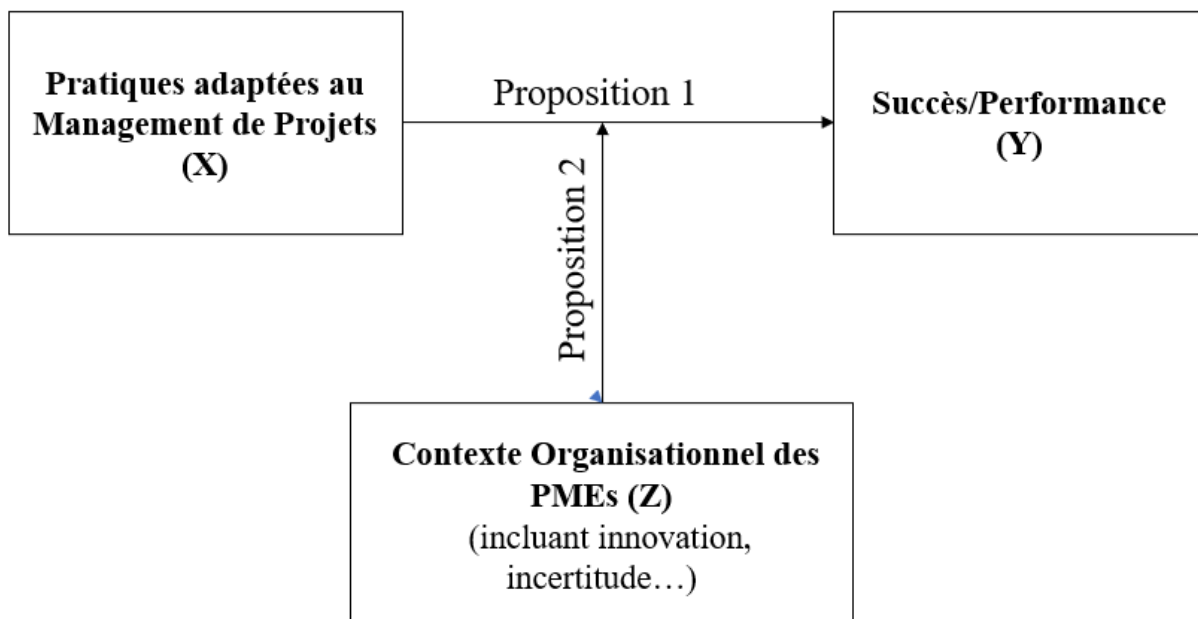 Pratiques adaptées au
Management de Projets
(X)
Proposition 1
Succès/Performance
(Y)
Proposition 2
Contexte Organisationnel des
PMEs (Z)
(incluant innovation,
incertitude…)